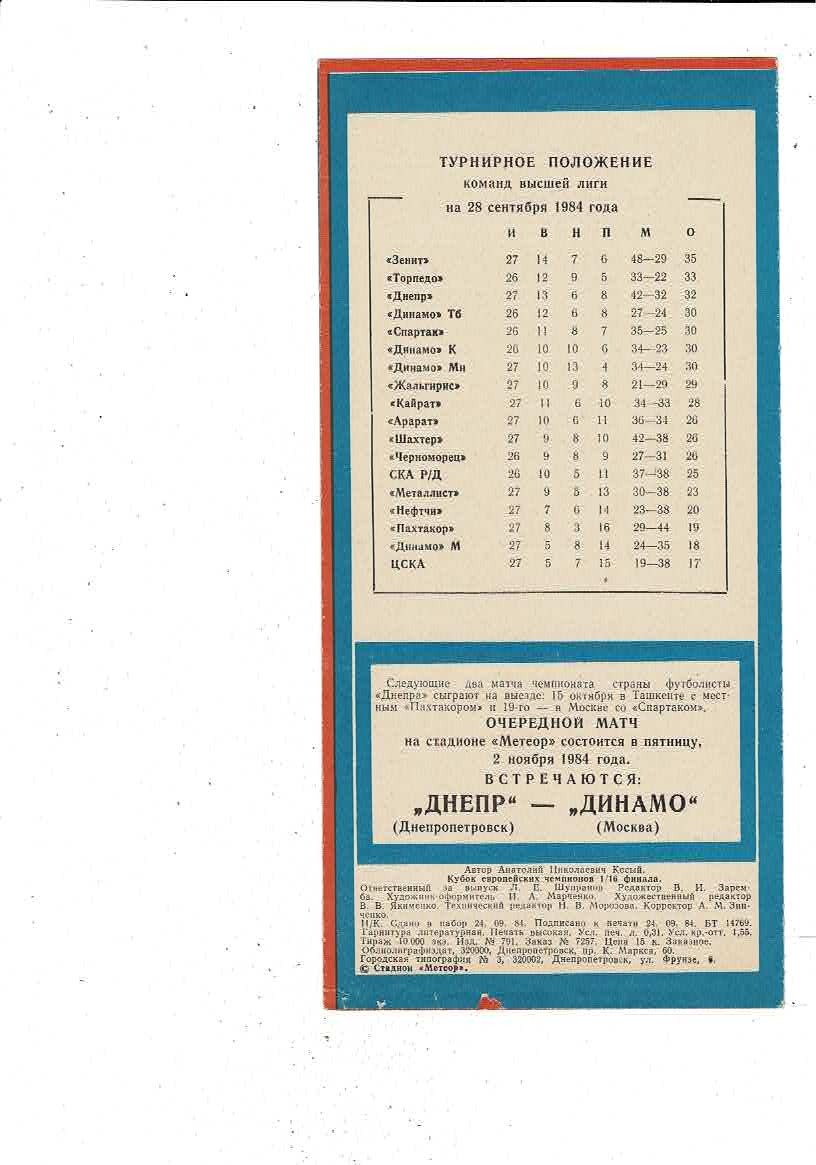 ТУРНИРНОЕ ПОЛОЖЕНИЕ
команд высшей лиги
на 28 сентября 1984 года
И В Н П М О
«Зенит» 27 14 7 6 48—29 35
«Торпедо» 26 12 9 5 33—22 33
«Днепр» 27 13 6 8 42—32 32
«Динамо» Тб 26 12 6 8 27—24 30
«Спартак» 26 11 8 7 35—25 30
«Динамо» К 26 10 10 6 34—23 30
«Динамо» Мн 27 10 13 4 34—24 30
«Жальгирис» 27 10 9 8 21—29 29
«Кайрат» 27 11 6 10 34—33 28
«Арарат» 27 10 6 11 36—34 26
«Шахтер» 27 9 8 10 42—38 26
«Черноморец» 26 9 8 9 27—31 26
СКА Р/Д 26 10 5 11 37—38 25
«Металлист» 27 9 5 13 30—38 23
«Нефтчи» 27 7 6 14 23—38 20
«Пахтакор» 27 8 3 16 29—44 19
«Динамо» М 27 5 8 14 24—35 18
ЦСКА 27 5 7 15 19—38 17
Следующие два матча чемпионата страны футболисты
«Днепра» сыграют на выезде: 15 октября в Ташкенте с мест-
ным «Пахтакором» и 19-го — в Москве со «Спартаком».
ОЧЕРЕДНОЙ МАТЧ
на стадионе «Метеор» состоится в пятницу,
2 ноября 1984 года.
ВСТРЕЧАЮТСЯ:
„ДНЕПР“ — „ДИНАМО“
(Днепропетровск) (Москва)
Автор Анатолий Николаевич Косый.
Кубок европейских чемпионов 1/16 финала.
Ответственный за выпуск Л. Е. Шупранов Редактор В. И. Зарем-
ба. Художник-оформитель И. А. Марченко. Художественный редактор
В. В. Якименко. Технический редактор Н. В. Морозова. Корректор А. М. Зин-
ченко.
Н/К. Сдано в набор 24. 09. 84. Подписано к печати 24. 09. 84. БТ 14769.
Гарнитура литературная. Печать высокая. Усл. печ. л. 0,31. Усл. кр.-отт. 1,55.
Тираж 10 000 экз. Изд. № 791. Заказ № 7257. Цена 15 к. Заказное.
Облполиграфиздат, 320000, Днепропетровск, пр. К. Маркса, 60.
Городская типография № 3, 320002, Днепропетровск, ул. Фрунзе,
© Стадион «Метеор».